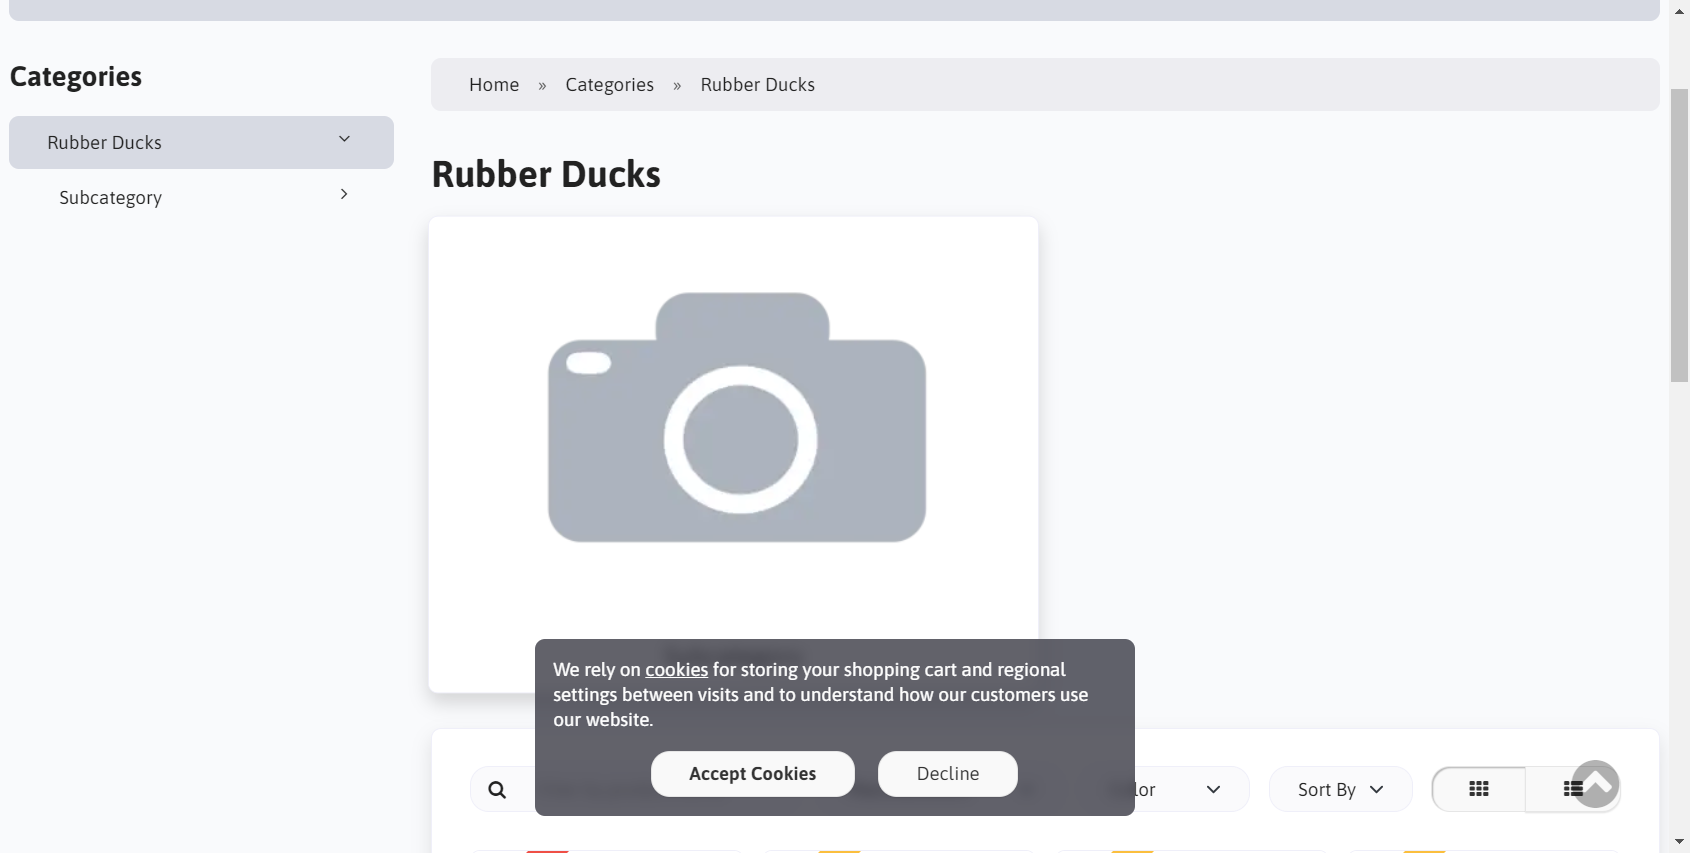 Categories
Home » Categories » Rubber Ducks
Rubber Ducks
Subcategory
Rubber Ducks
We rely on cookies for storing your shopping cart and regional
settings between visits and to understand how our customers use
our website.
Accept Cookies
Decline
Sort By